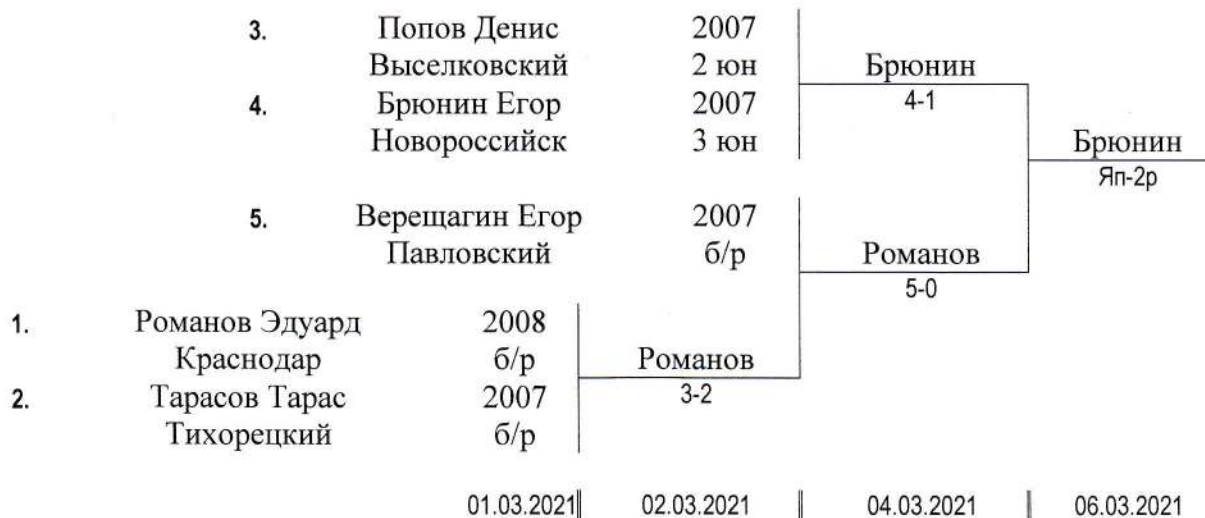 3. Попов Денис 2007
Выселковский 2 юн Брюнин
4-1
4. Брюнин Егор 2007
Новороссийск 3 юн Брюнин
Яп-2р
5. Верещагин Егор 2007
Павловский б/р Романов
5-0
1. Романов Эдуард 2008
Краснодар б/р Романов
3-2
2. Тарасов Тарас 2007
Тихорецкий б/р
01.03.2021 02.03.2021 04.03.2021 06.03.2021